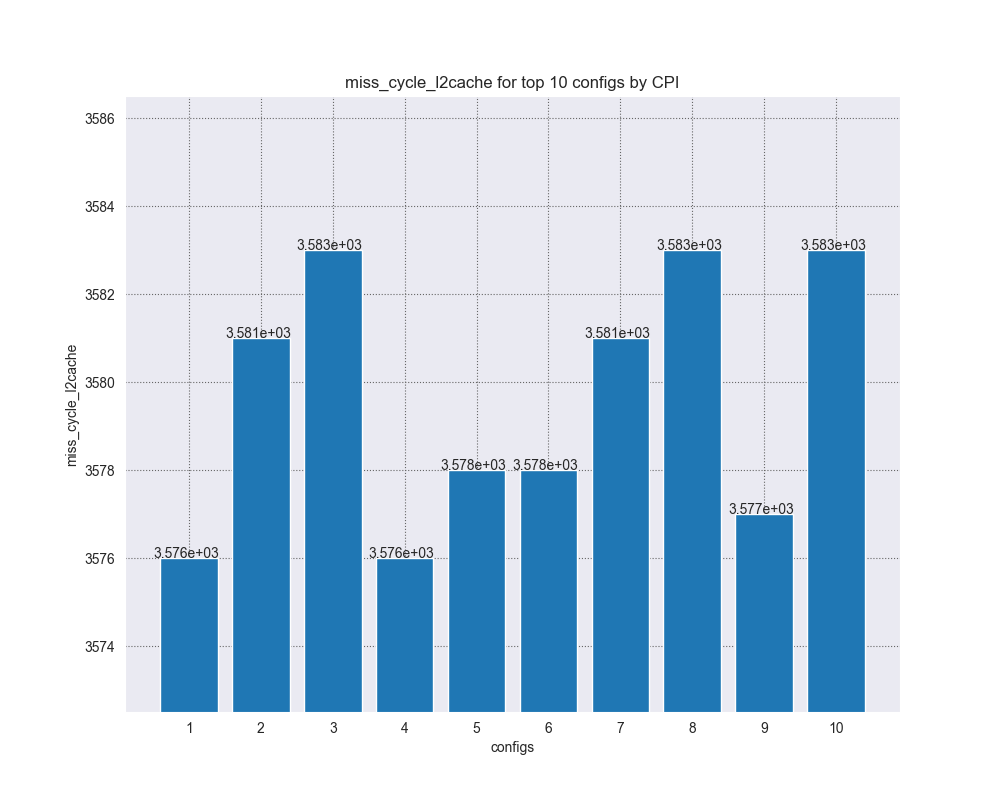 miss_cycle_l2cache for top 10 configs by CPI
3586
3584
3582
3580
3578
3576
3574
miss_cycle_l2cache
3.576e+03
3.581e+03
3.583e+03
3.576e+03
3.578e+03
3.578e+03
3.581e+03
3.583e+03
3.577e+03
3.583e+03
1 2 3 4 5 6 7 8 9 10
configs